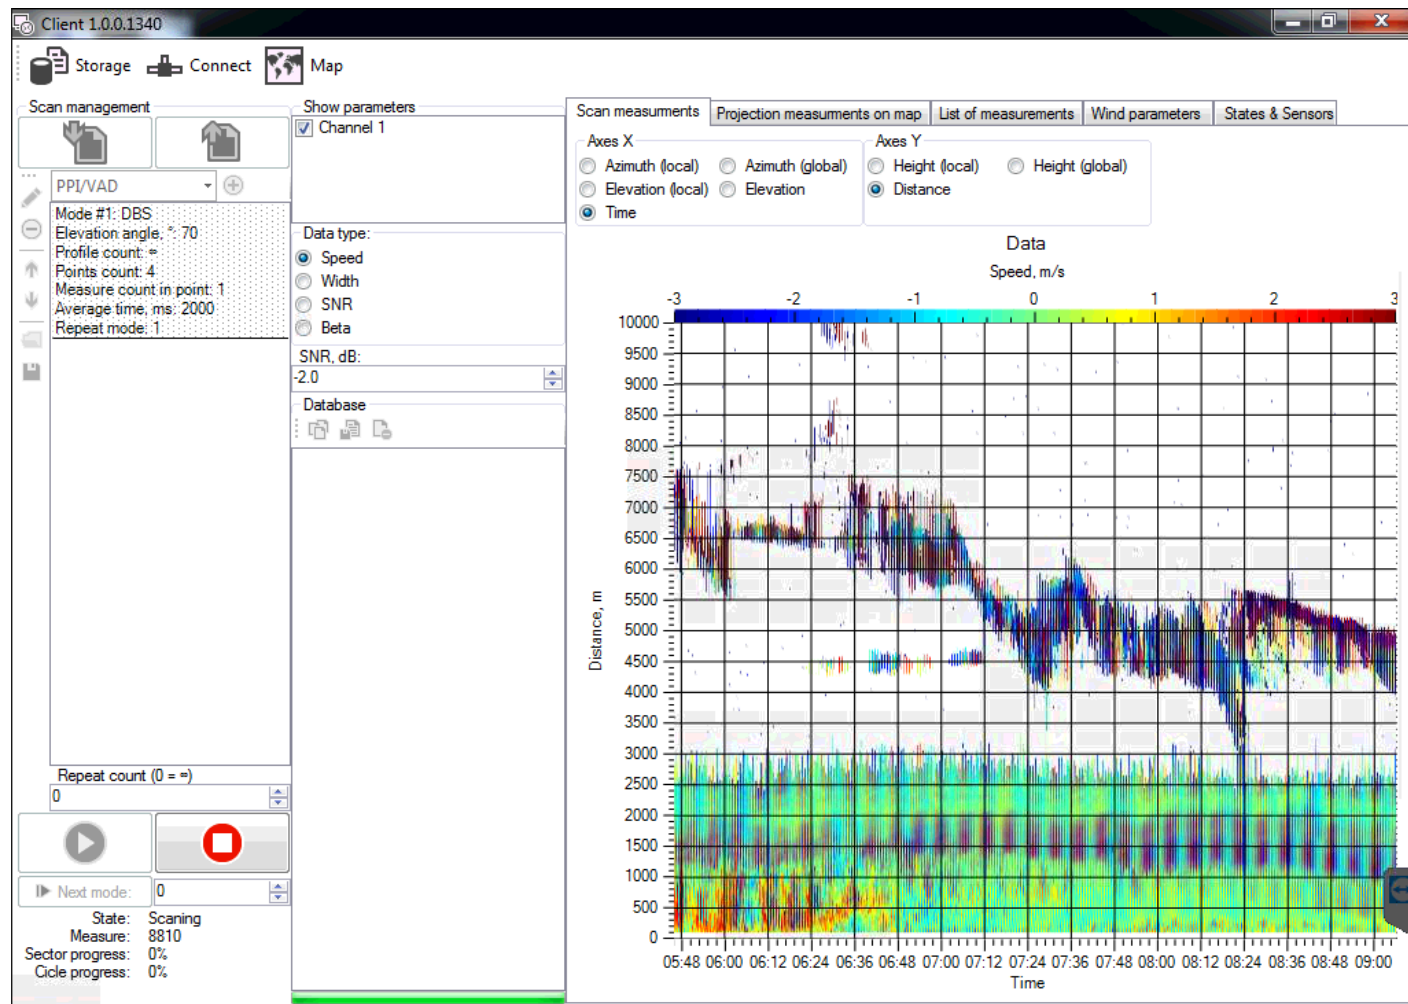 Client 1.0.0.1340
Storage Connect Map
Scan management
PPI/VAD
Mode #1: DBS
Elevation angle, °: 70
Profile count: ∞
Points count: 4
Measure count in point: 1
Average time, ms: 2000
Repeat mode: 1
Repeat count (0 = ∞)
0
Next mode: 0
State: Scaning
Measure: 8810
Sector progress: 0%
Cicle progress: 0%
Show parameters
Channel 1
Data type:
Speed
Width
SNR
Beta
SNR, dB:
-2.0
Database
Scan measurments Projection measurments on map List of measurements Wind parameters States & Sensors
Axes X
Azimuth (local) Azimuth (global)
Elevation (local) Elevation
Time
Axes Y
Height (local) Height (global)
Distance
Data
Speed, m/s
-3 -2 -1 0 1 2 3
10000
9500
9000
8500
8000
7500
7000
6500
6000
5500
5000
4500
4000
3500
3000
2500
2000
1500
1000
500
0
Distance, m
05:48 06:00 06:12 06:24 06:36 06:48 07:00 07:12 07:24 07:36 07:48 08:00 08:12 08:24 08:36 08:48 09:00
Time